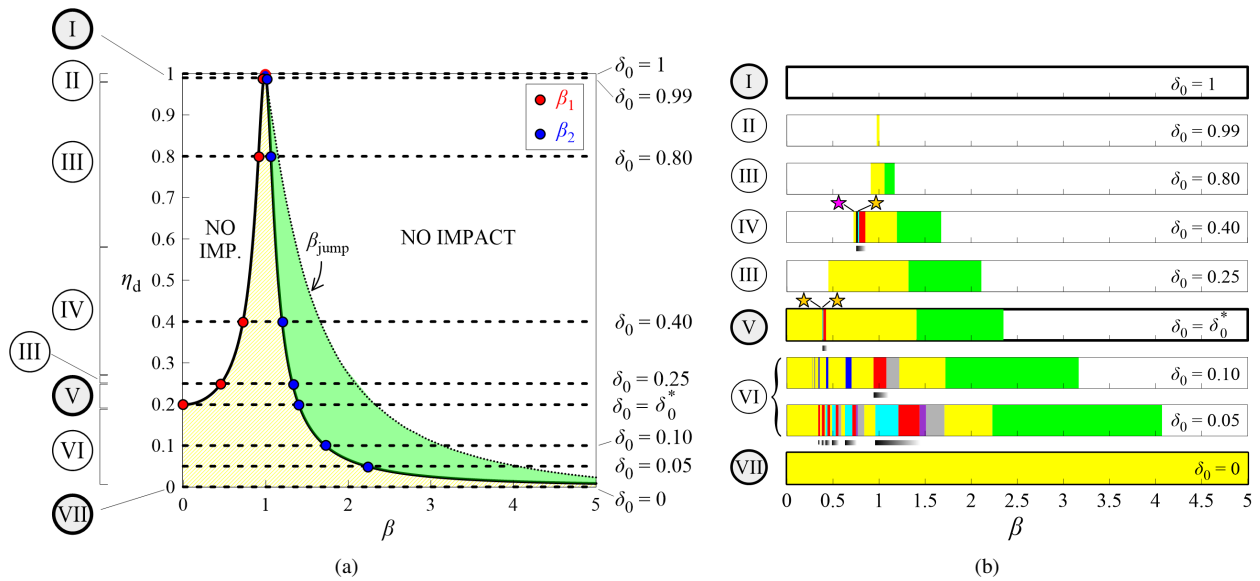 I
II
III
IV
III
V
VI
VII
η_d
1
0.9
0.8
0.7
0.6
0.5
0.4
0.3
0.2
0.1
0
NO
IMP.
NO IMPACT
β_jump
β_1
β_2
δ_0 = 1
δ_0 = 0.99
δ_0 = 0.80
δ_0 = 0.40
δ_0 = 0.25
δ_0 = δ_0^*
δ_0 = 0.10
δ_0 = 0.05
δ_0 = 0
0 1 2 3 4 5
β
(a)
I δ_0 = 1
II δ_0 = 0.99
III δ_0 = 0.80
IV δ_0 = 0.40
III δ_0 = 0.25
V δ_0 = δ_0^*
VI δ_0 = 0.10
δ_0 = 0.05
VII δ_0 = 0
0 0.5 1 1.5 2 2.5 3 3.5 4 4.5 5
β
(b)